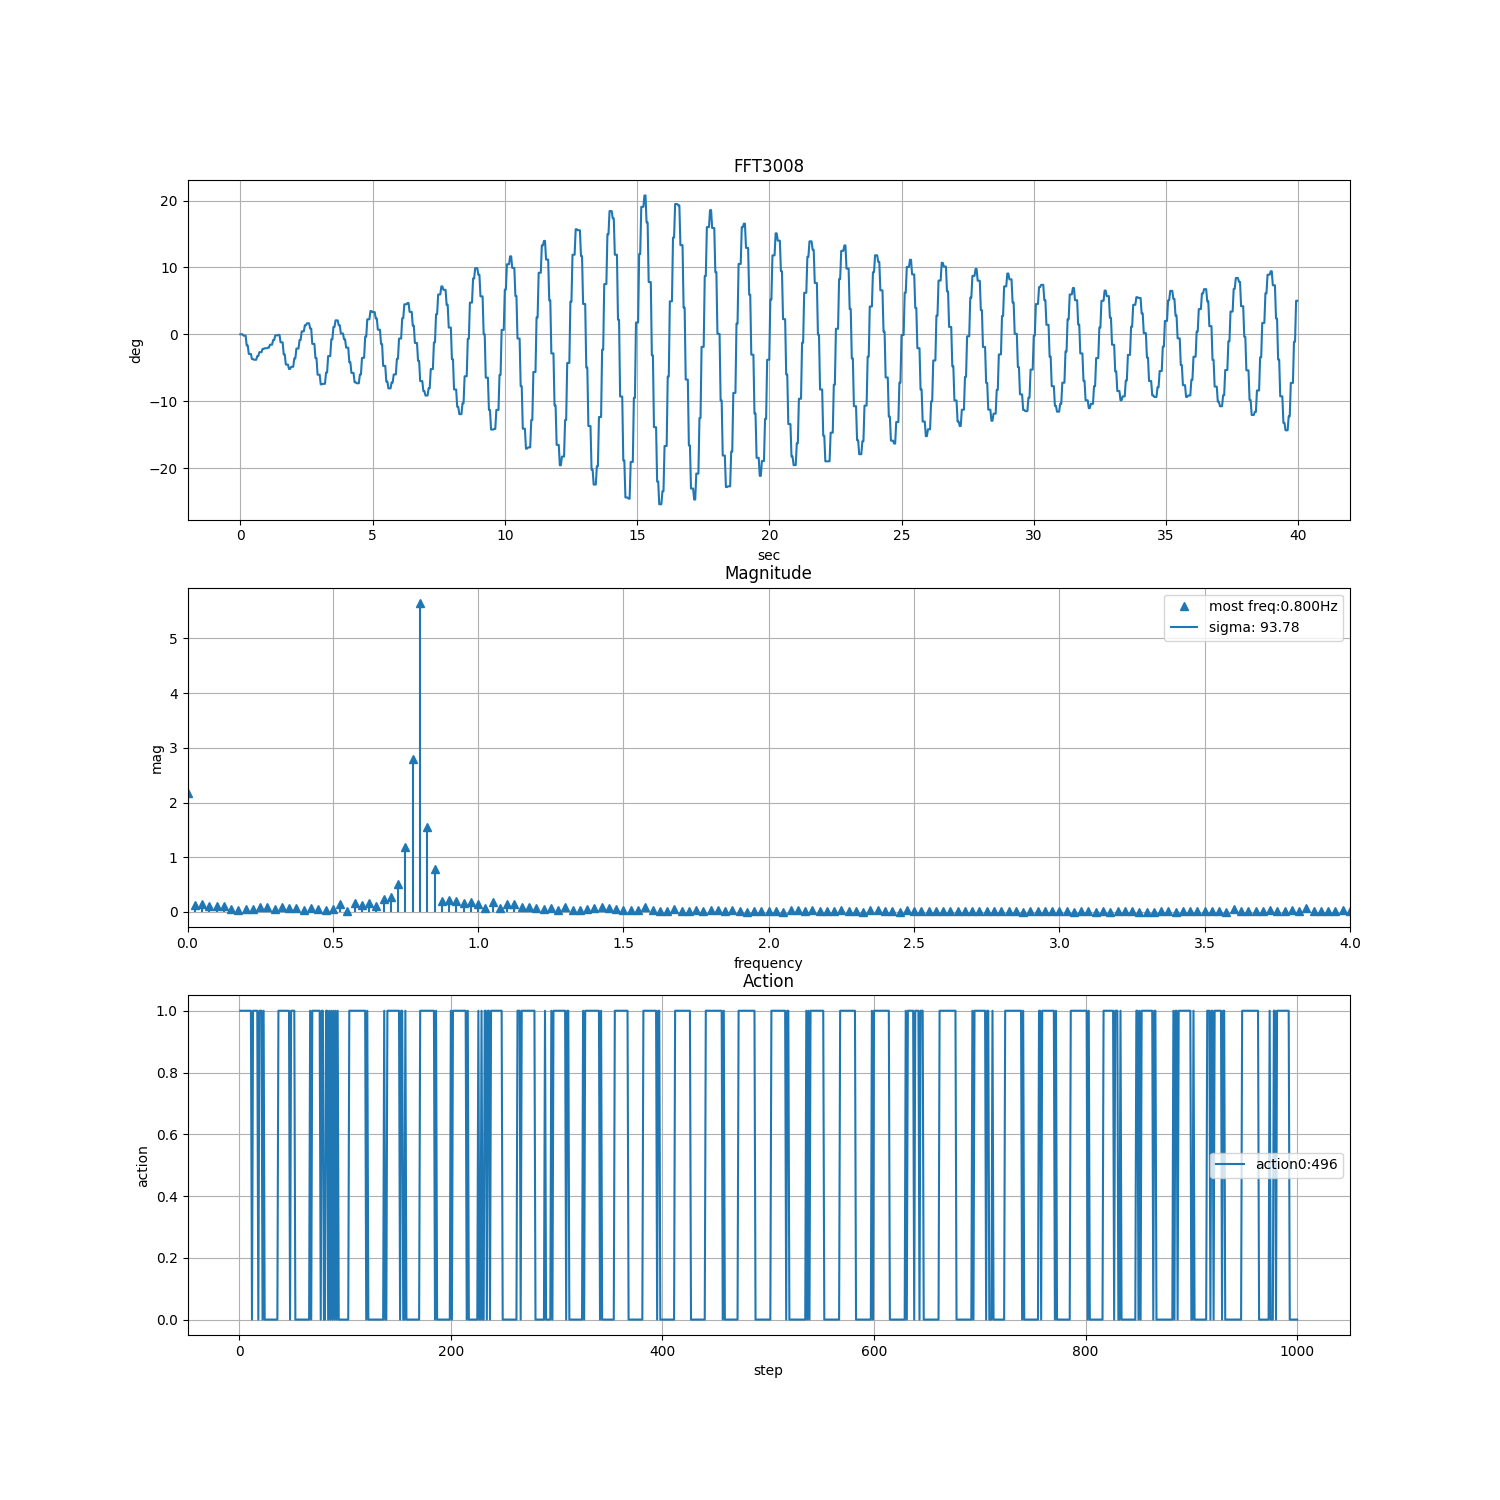 FFT3008
20
10
0
−10
−20
deg
0 5 10 15 20 25 30 35 40
sec
Magnitude
most freq:0.800Hz
sigma: 93.78
5
4
3
2
1
0
mag
0.0 0.5 1.0 1.5 2.0 2.5 3.0 3.5 4.0
frequency
Action
1.0
0.8
0.6
0.4
0.2
0.0
action
action0:496
0 200 400 600 800 1000
step